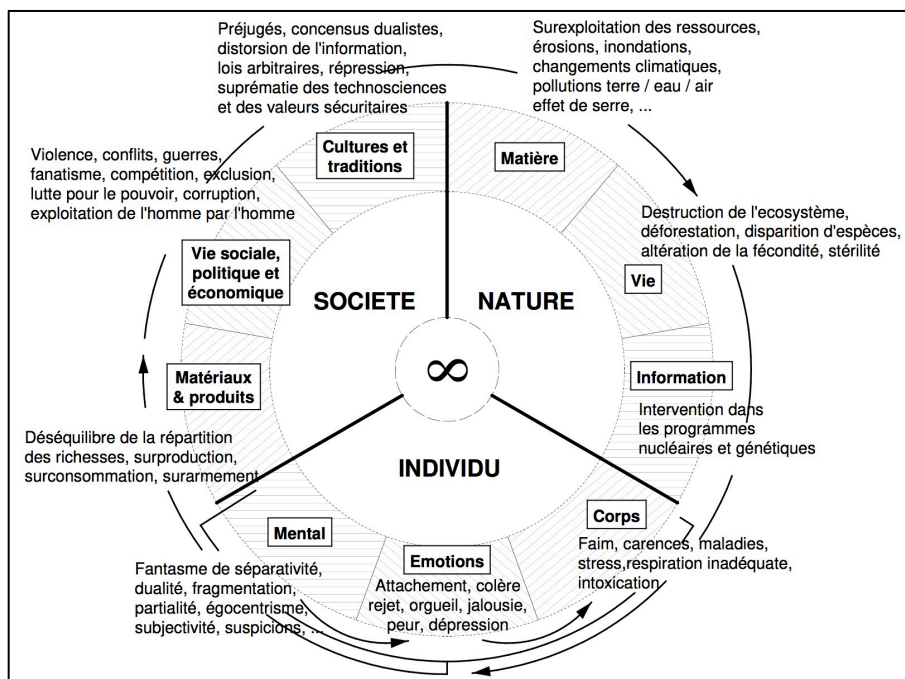 Préjugés, concensus dualistes,
distorsion de l'information,
lois arbitraires, répression,
suprématie des technosciences
et des valeurs sécuritaires
Surexploitation des ressources,
érosions, inondations,
changements climatiques,
pollutions terre / eau / air
effet de serre, ...
Cultures et
traditions
Matière
Violence, conflits, guerres,
fanatisme, compétition, exclusion,
lutte pour le pouvoir, corruption,
exploitation de l'homme par l'homme
Destruction de l'ecosystème,
déforestation, disparition d'espèces,
altération de la fécondité, stérilité
Vie sociale,
politique et
économique
Vie
SOCIETE
NATURE
∞
Matériaux
& produits
Information
Intervention dans
les programmes
nucléaires et génétiques
Déséquilibre de la répartition
des richesses, surproduction,
surconsommation, surarmement
INDIVIDU
Mental
Emotions
Corps
Fantasme de séparativité,
dualité, fragmentation,
partialité, égocentrisme,
subjectivité, suspicions, ...
Attachement, colère
rejet, orgueil, jalousie,
peur, dépression
Faim, carences, maladies,
stress,respiration inadéquate,
intoxication